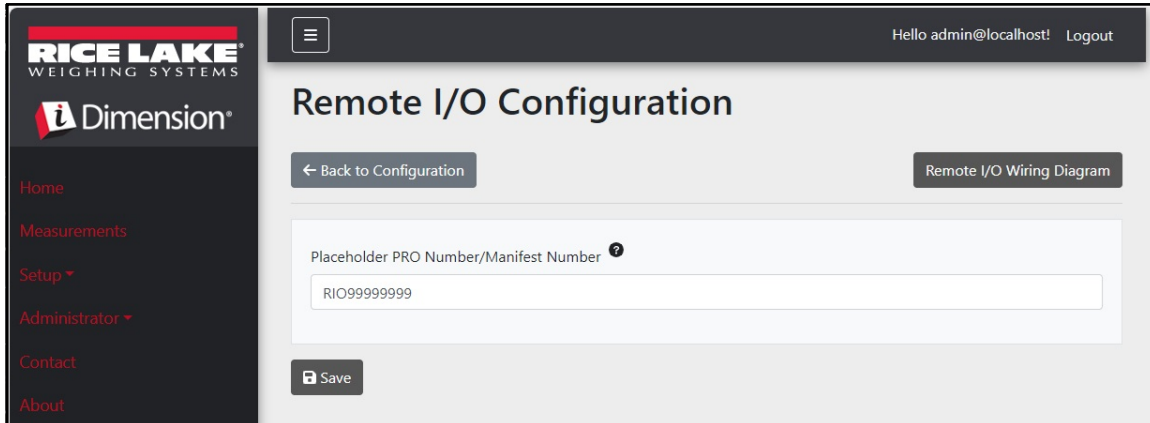 RICE LAKE®
WEIGHING SYSTEMS
iDimension®
Home
Measurements
Setup
Administrator
Contact
About
Hello admin@localhost! Logout
Remote I/O Configuration
← Back to Configuration
Remote I/O Wiring Diagram
Placeholder PRO Number/Manifest Number ?
RIO99999999
Save